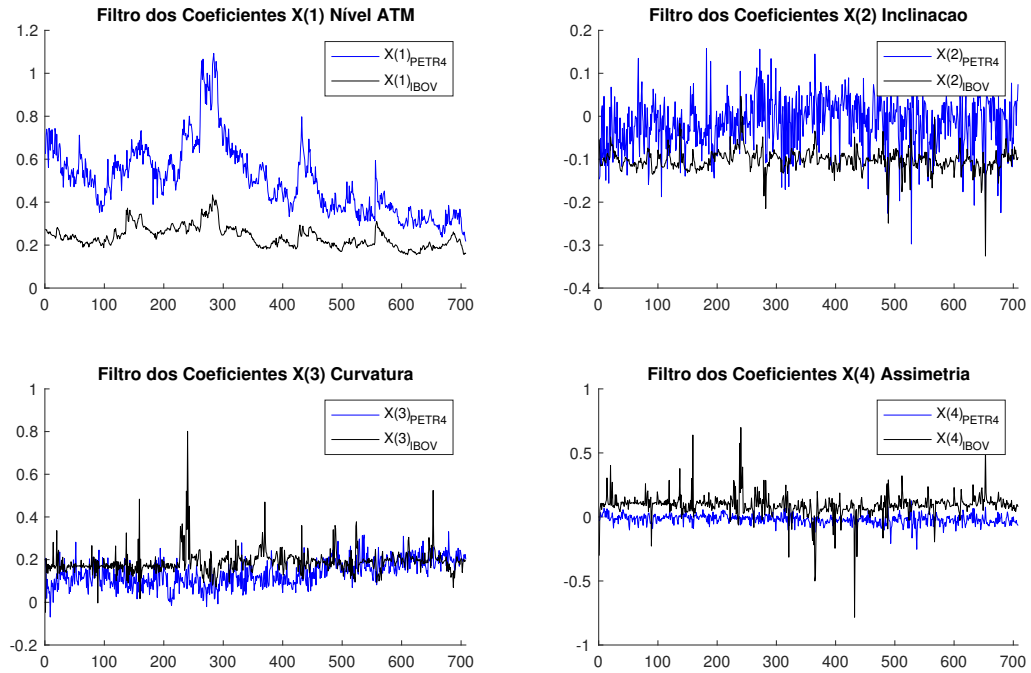 Filtro dos Coeficientes X(1) Nível ATM
1.2
1
0.8
0.6
0.4
0.2
0
0 100 200 300 400 500 600 700
X(1)PETR4
X(1)IBOV
Filtro dos Coeficientes X(2) Inclinacao
0.2
0.1
0
-0.1
-0.2
-0.3
-0.4
0 100 200 300 400 500 600 700
X(2)PETR4
X(2)IBOV
Filtro dos Coeficientes X(3) Curvatura
1
0.8
0.6
0.4
0.2
0
-0.2
0 100 200 300 400 500 600 700
X(3)PETR4
X(3)IBOV
Filtro dos Coeficientes X(4) Assimetria
1
0.5
0
-0.5
-1
0 100 200 300 400 500 600 700
X(4)PETR4
X(4)IBOV